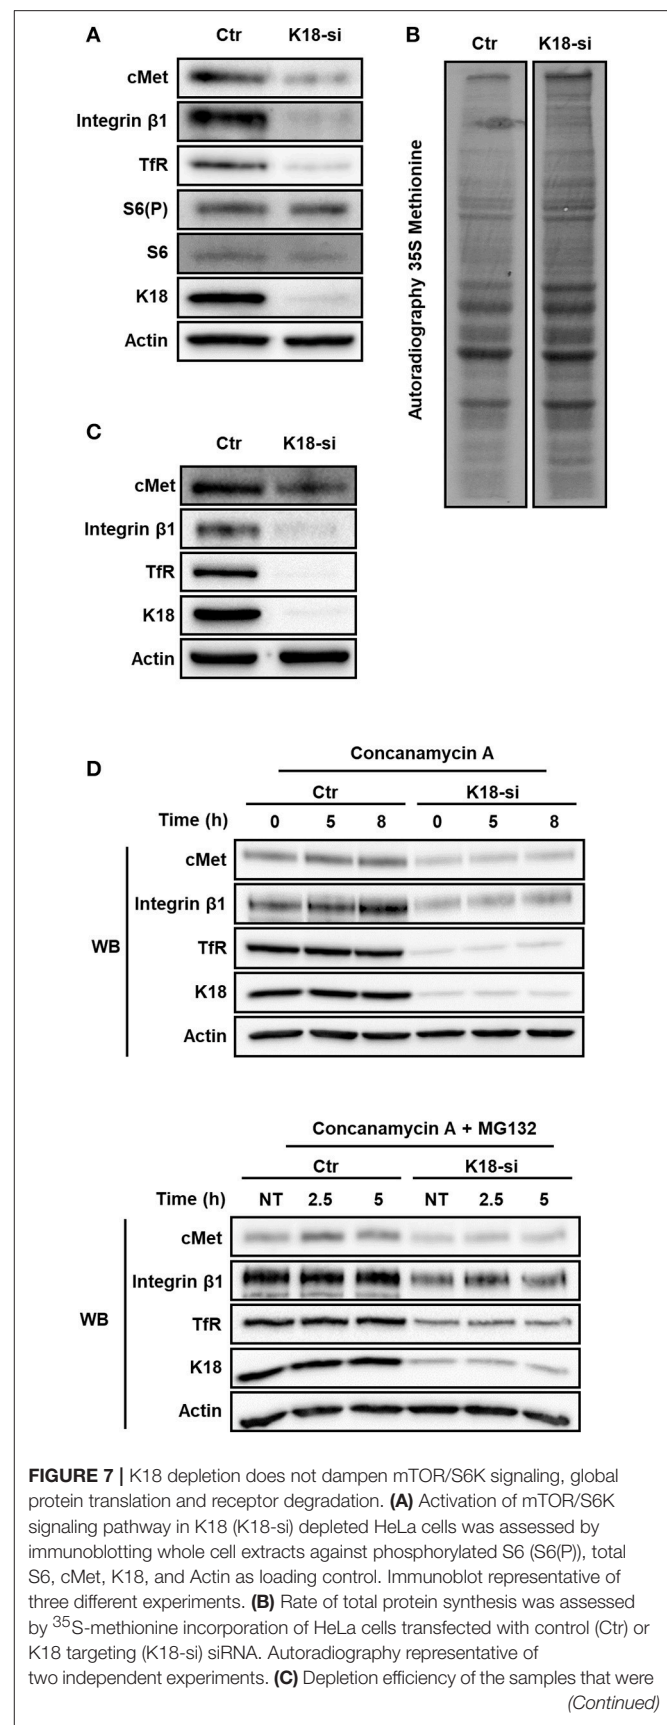 A
Ctr K18-si
cMet
Integrin β1
TfR
S6(P)
S6
K18
Actin
B
Ctr K18-si
Autoradiography 35S Methionine
C
Ctr K18-si
cMet
Integrin β1
TfR
K18
Actin
D
Concanamycin A
Ctr K18-si
Time (h) 0 5 8 0 5 8
cMet
Integrin β1
WB
TfR
K18
Actin
Concanamycin A + MG132
Ctr K18-si
Time (h) NT 2.5 5 NT 2.5 5
cMet
Integrin β1
WB
TfR
K18
Actin
FIGURE 7 | K18 depletion does not dampen mTOR/S6K signaling, global
protein translation and receptor degradation. (A) Activation of mTOR/S6K
signaling pathway in K18 (K18-si) depleted HeLa cells was assessed by
immunoblotting whole cell extracts against phosphorylated S6 (S6(P)), total
S6, cMet, K18, and Actin as loading control. Immunoblot representative of
three different experiments. (B) Rate of total protein synthesis was assessed
by ³⁵S-methionine incorporation of HeLa cells transfected with control (Ctr) or
K18 targeting (K18-si) siRNA. Autoradiography representative of
two independent experiments. (C) Depletion efficiency of the samples that were
(Continued)